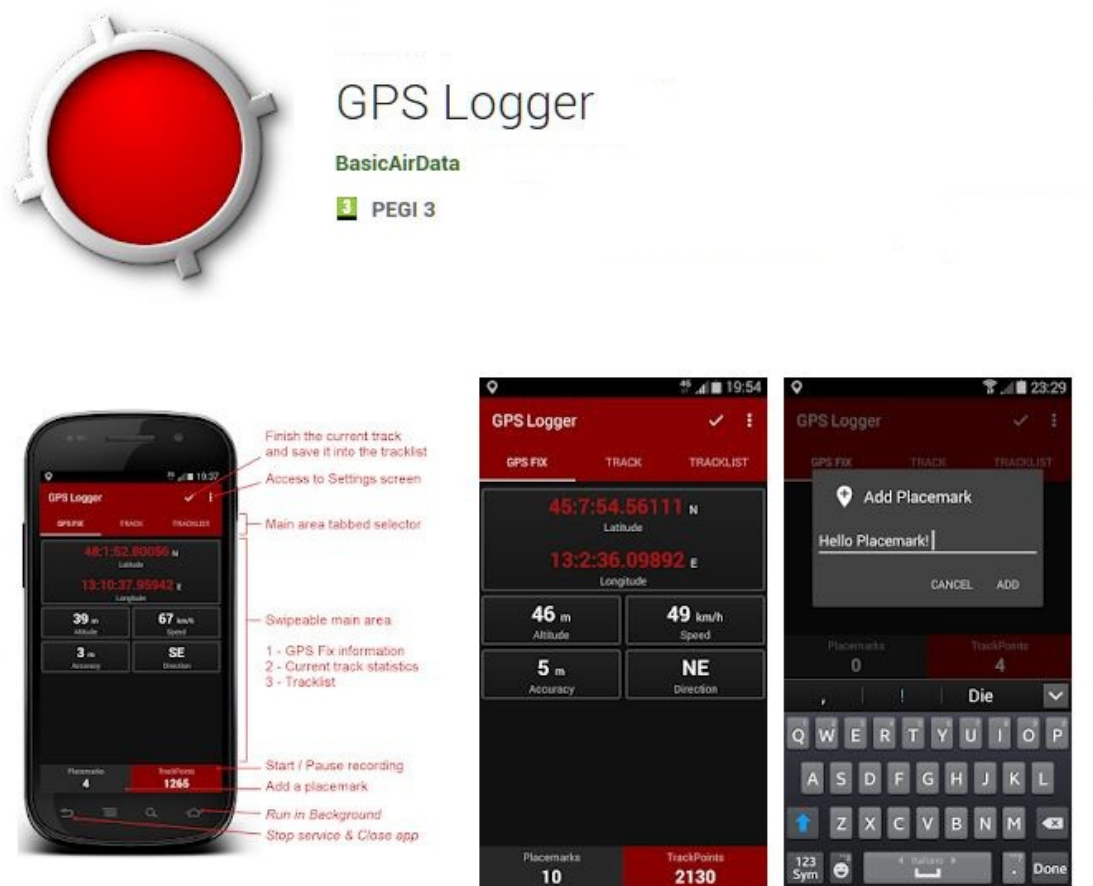 GPS Logger
BasicAirData
3 PEGI 3
19:37
GPS Logger
GPS FIX TRACK TRACKLIST
48:1:52.80056 N
Latitude
13:10:37.95942 E
Longitude
39 m
Altitude
67 km/h
Speed
3 m
Accuracy
SE
Direction
Placemarks
4
TrackPoints
1265
Finish the current track
and save it into the tracklist
Access to Settings screen
Main area tabbed selector
Swipeable main area
1 - GPS Fix information
2 - Current track statistics
3 - Tracklist
Start / Pause recording
Add a placemark
Run in Background
Stop service & Close app
4G 19:54
GPS Logger
GPS FIX TRACK TRACKLIST
45:7:54.56111 N
Latitude
13:2:36.09892 E
Longitude
46 m
Altitude
49 km/h
Speed
5 m
Accuracy
NE
Direction
Placemarks
10
TrackPoints
2130
23:29
GPS Logger
GPS FIX TRACK TRACKLIST
Add Placemark
Hello Placemark!
CANCEL ADD
Placemarks
0
TrackPoints
4
, ! Die
Q W E R T Y U I O P
A S D F G H J K L
Z X C V B N M
123
Sym
Italiano
. Done